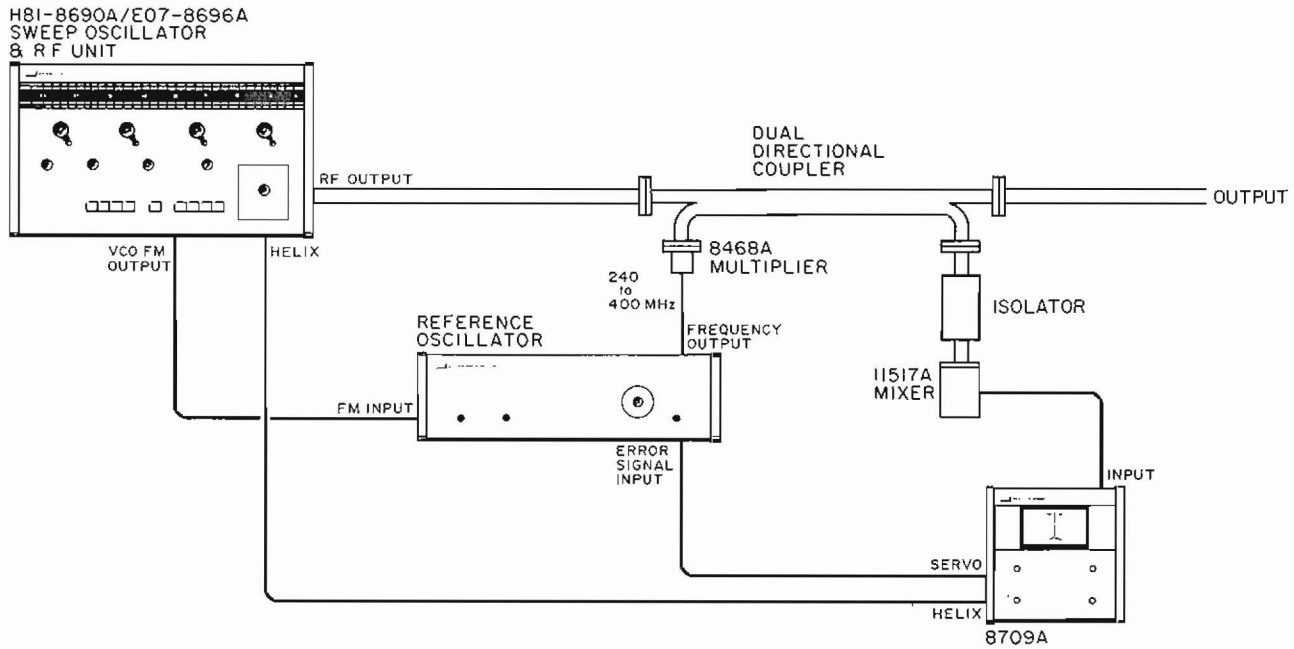 H81-8690A/E07-8696A
SWEEP OSCILLATOR
& RF UNIT
RF OUTPUT
DUAL
DIRECTIONAL
COUPLER
OUTPUT
VCO FM
OUTPUT
HELIX
8468A
MULTIPLIER
240
to
400 MHz
ISOLATOR
REFERENCE
OSCILLATOR
FREQUENCY
OUTPUT
11517A
MIXER
FM INPUT
ERROR
SIGNAL
INPUT
INPUT
SERVO
HELIX
8709A